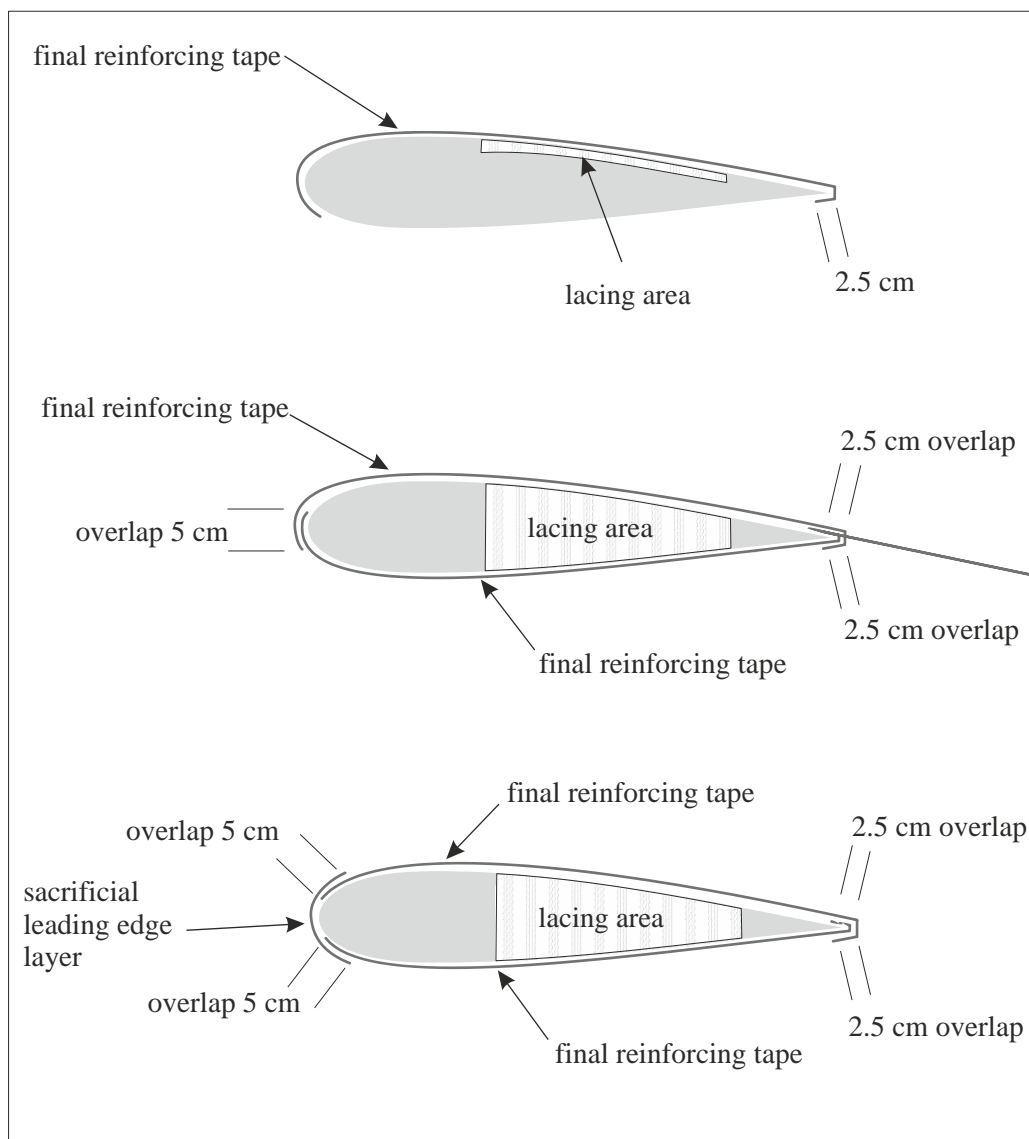 final reinforcing tape
lacing area
2.5 cm
final reinforcing tape
2.5 cm overlap
overlap 5 cm
lacing area
2.5 cm overlap
final reinforcing tape
final reinforcing tape
overlap 5 cm
2.5 cm overlap
sacrificial
leading edge
layer
lacing area
overlap 5 cm
2.5 cm overlap
final reinforcing tape